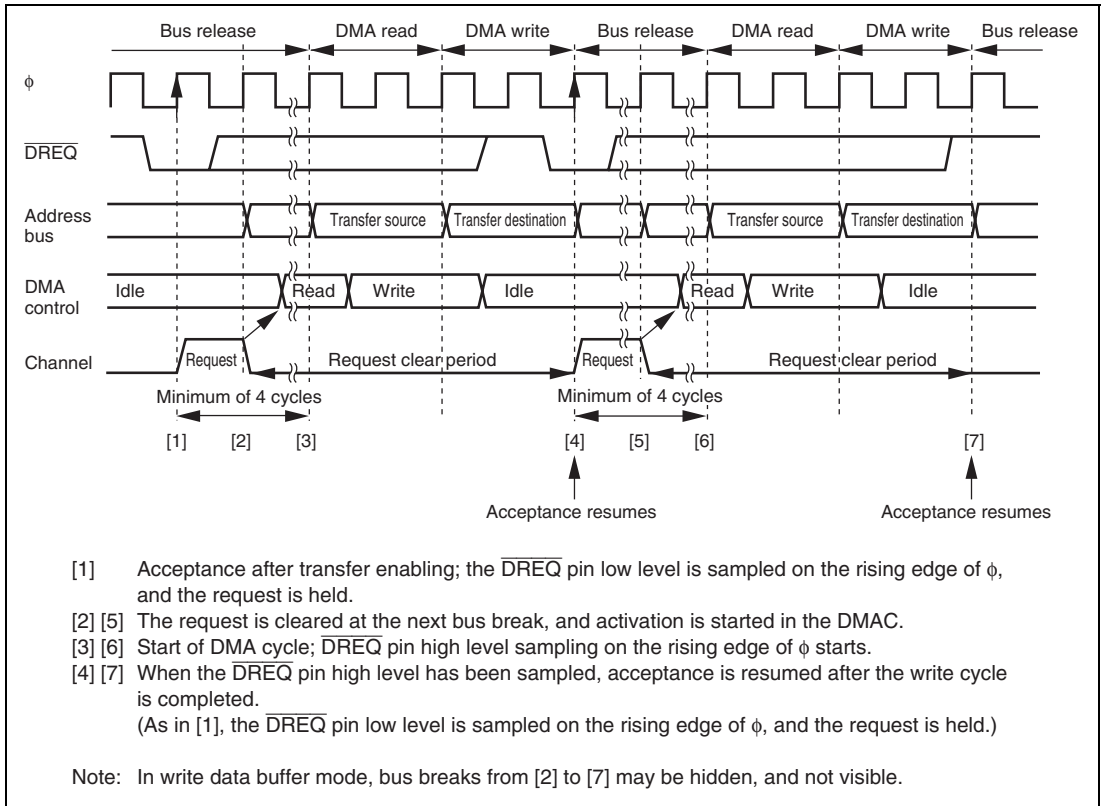 Bus release DMA read DMA write Bus release DMA read DMA write Bus release
ϕ
DREQ
Address bus
Transfer source Transfer destination Transfer source Transfer destination
DMA control
Idle Read Write Idle Read Write Idle
Channel
Request Request clear period Request Request clear period
Minimum of 4 cycles Minimum of 4 cycles
[1] [2] [3] [4] [5] [6] [7]
Acceptance resumes Acceptance resumes
[1] Acceptance after transfer enabling; the DREQ pin low level is sampled on the rising edge of ϕ,
and the request is held.
[2] [5] The request is cleared at the next bus break, and activation is started in the DMAC.
[3] [6] Start of DMA cycle; DREQ pin high level sampling on the rising edge of ϕ starts.
[4] [7] When the DREQ pin high level has been sampled, acceptance is resumed after the write cycle
is completed.
(As in [1], the DREQ pin low level is sampled on the rising edge of ϕ, and the request is held.)
Note: In write data buffer mode, bus breaks from [2] to [7] may be hidden, and not visible.